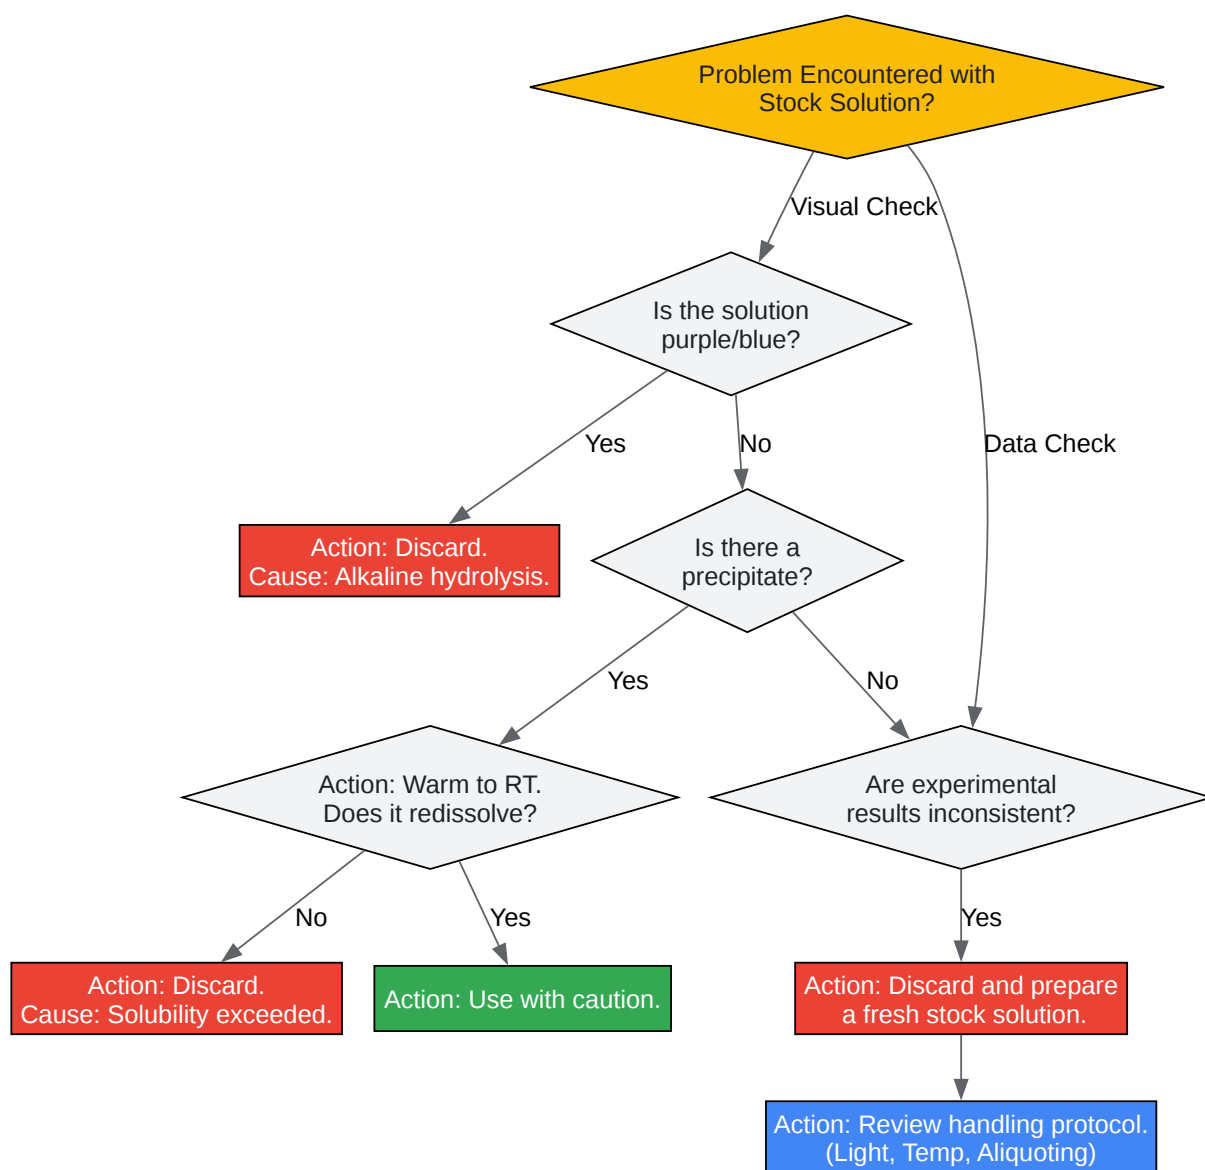 Problem Encountered with
Stock Solution?
Visual Check
Is the solution
purple/blue?
Yes
No
Data Check
Action: Discard.
Cause: Alkaline hydrolysis.
Is there a
precipitate?
Yes
No
Action: Warm to RT.
Does it redissolve?
Are experimental
results inconsistent?
No
Yes
Yes
Action: Discard.
Cause: Solubility exceeded.
Action: Use with caution.
Action: Discard and prepare
a fresh stock solution.
Action: Review handling protocol.
(Light, Temp, Aliquoting)